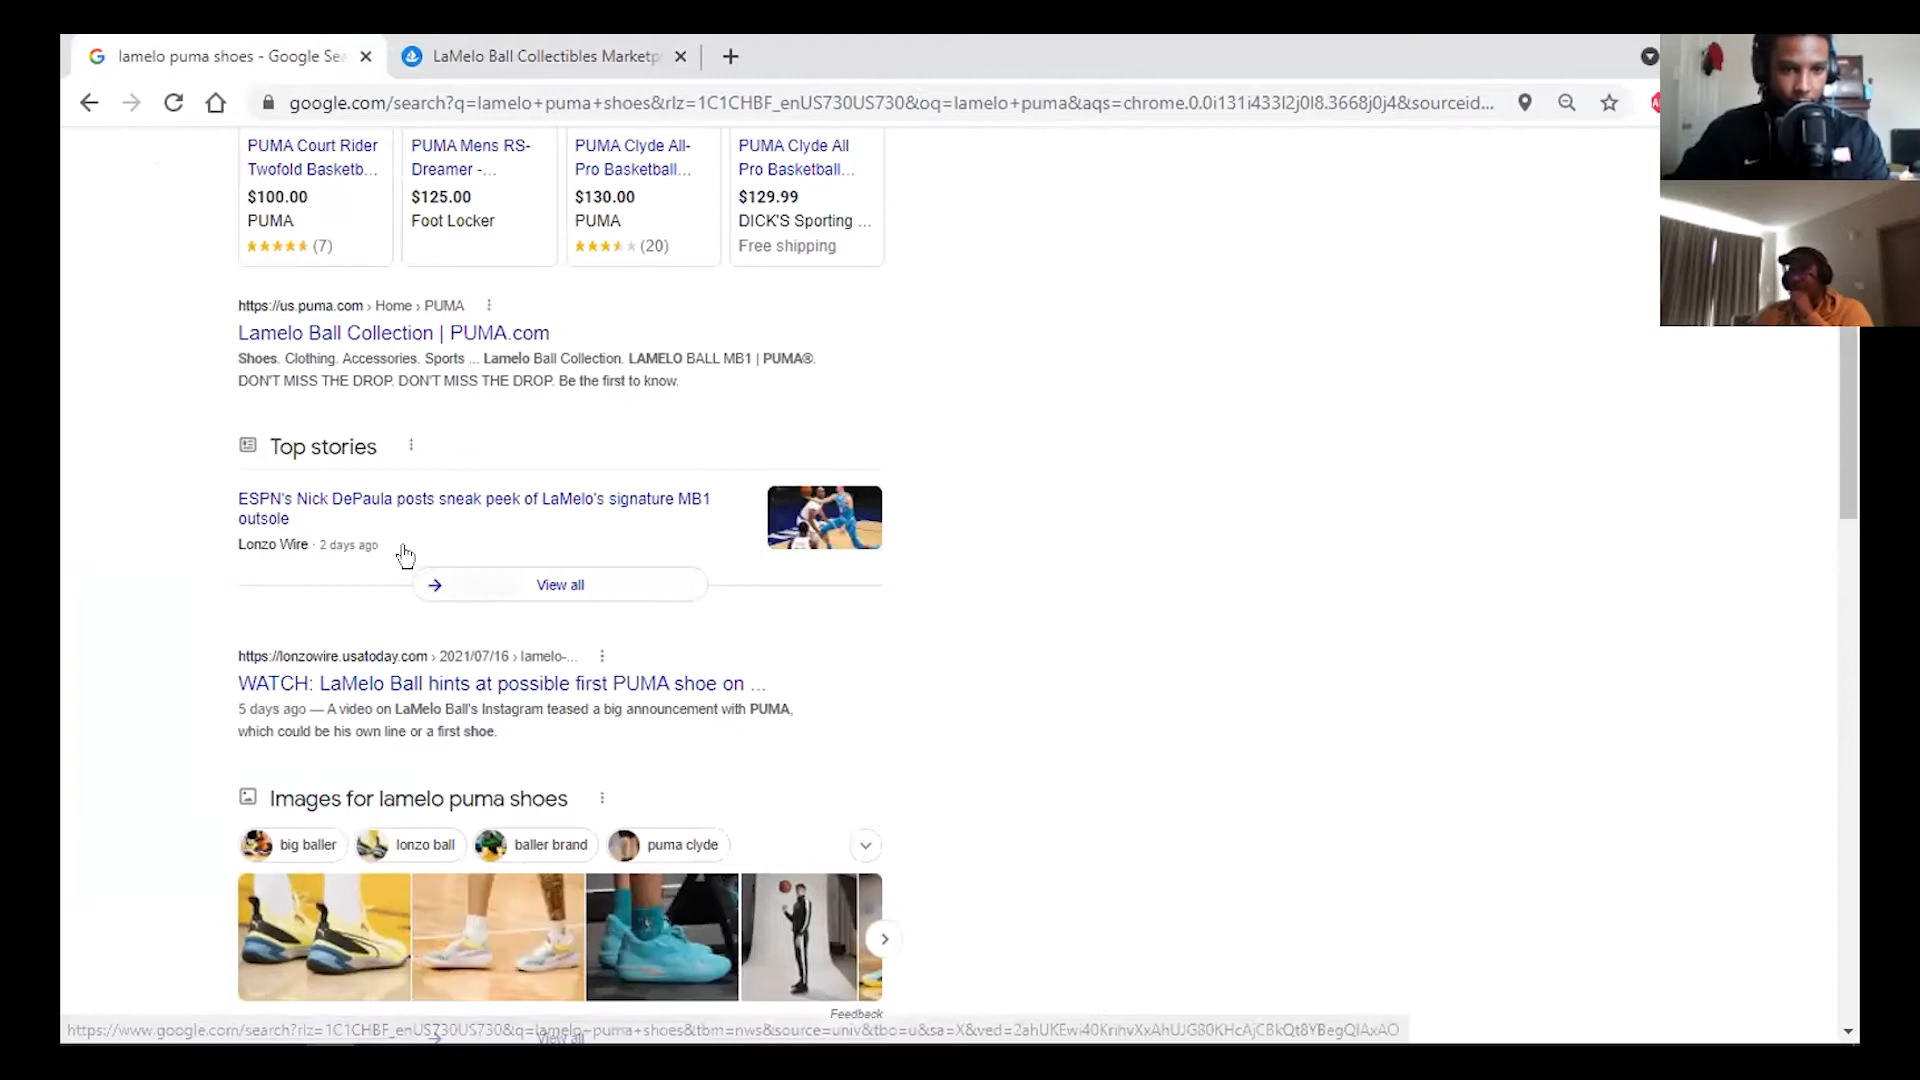 lamelo puma shoes - Google Sea
LaMelo Ball Collectibles Marketp
google.com/search?q=lamelo+puma+shoes&rlz=1C1CHBF_enUS730US730&oq=lamelo+puma&aqs=chrome.0.0i131i433l2j0l8.3668j0j4&sourceid...
PUMA Court Rider
Twofold Basketb...
$100.00
PUMA
(7)
PUMA Mens RS-
Dreamer -...
$125.00
Foot Locker
PUMA Clyde All-
Pro Basketball...
$130.00
PUMA
(20)
PUMA Clyde All
Pro Basketball...
$129.99
DICK'S Sporting ...
Free shipping
https://us.puma.com › Home › PUMA
Lamelo Ball Collection | PUMA.com
Shoes. Clothing. Accessories. Sports ... Lamelo Ball Collection. LAMELO BALL MB1 | PUMA®.
DON'T MISS THE DROP. DON'T MISS THE DROP. Be the first to know.
Top stories
ESPN's Nick DePaula posts sneak peek of LaMelo's signature MB1
outsole
Lonzo Wire · 2 days ago
View all
https://lonzowire.usatoday.com › 2021/07/16 › lamelo-...
WATCH: LaMelo Ball hints at possible first PUMA shoe on ...
5 days ago — A video on LaMelo Ball's Instagram teased a big announcement with PUMA,
which could be his own line or a first shoe.
Images for lamelo puma shoes
big baller
lonzo ball
baller brand
puma clyde
Feedback
View all